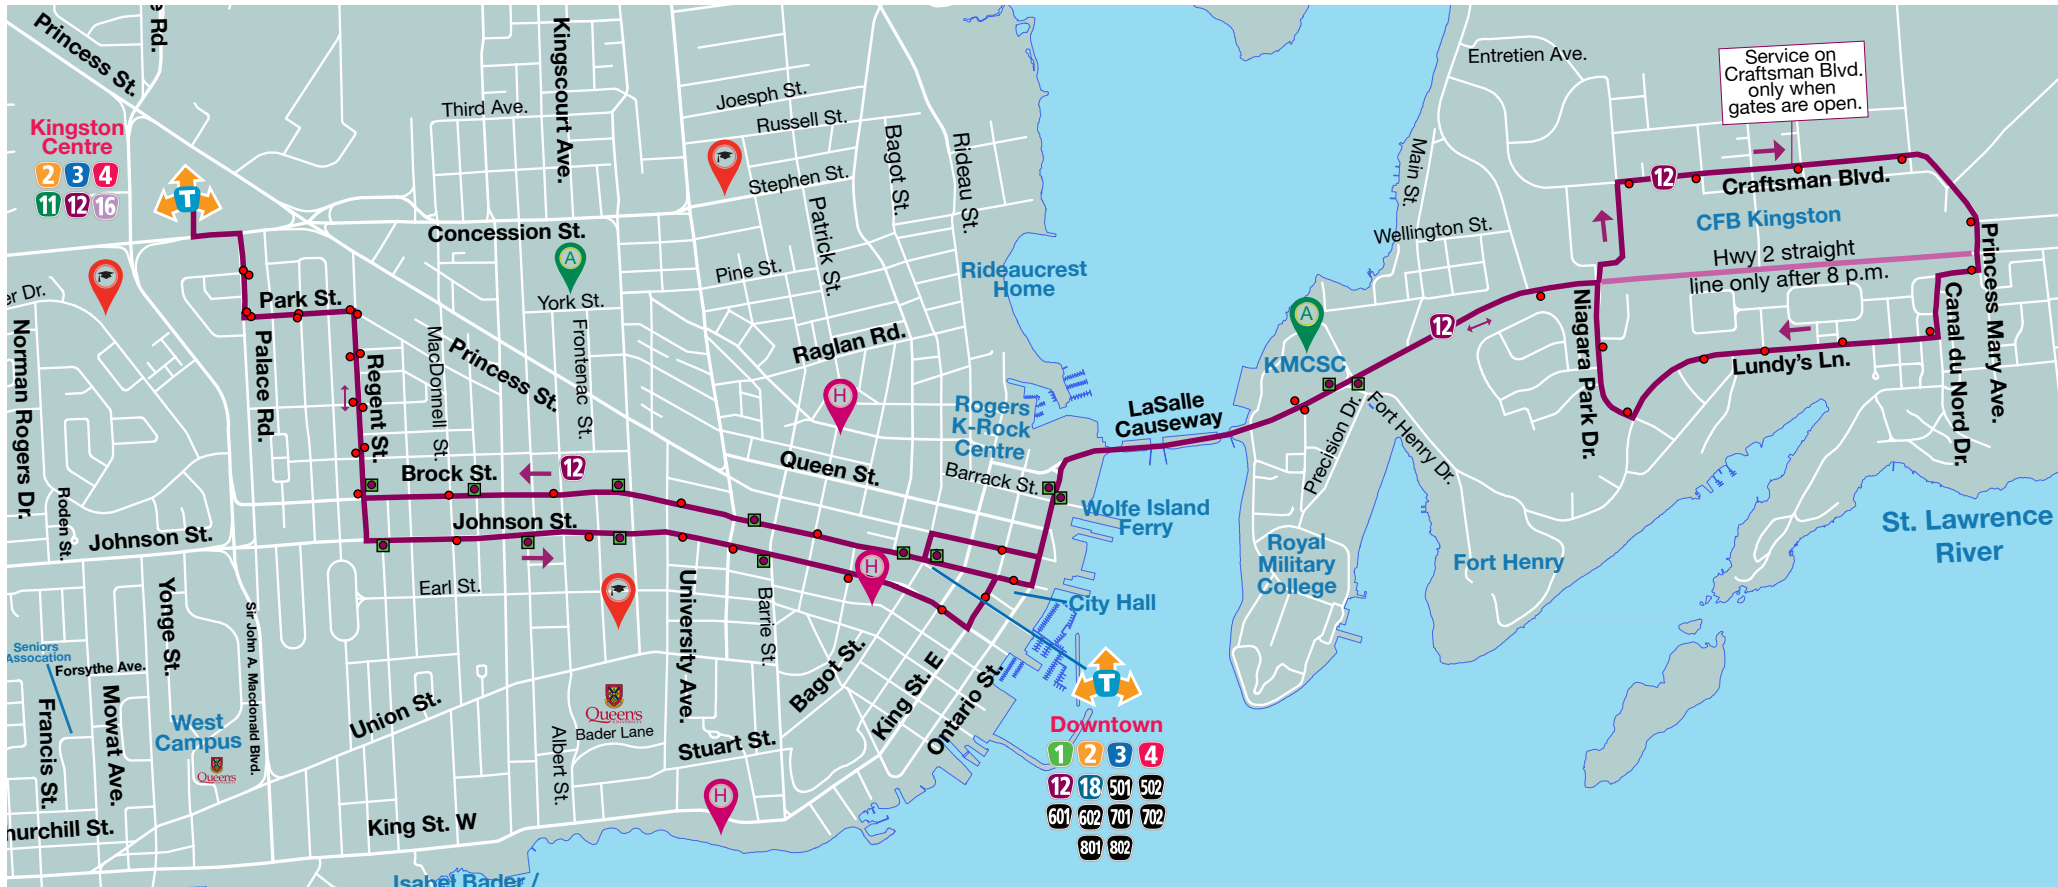 Princess St.
e Rd.
Kingscourt Ave.
Third Ave.
Joesph St.
Russell St.
Stephen St.
Bagot St.
Rideau St.
Patrick St.
Kingston
Centre
2 3 4
11 12 16
T
Concession St.
A
York St.
Pine St.
Rideaucrest
Home
er Dr.
Park St.
Palace Rd.
Regent St.
MacDonnell St.
Princess St.
Frontenac St.
Raglan Rd.
H
Norman Rogers Dr.
Roden St.
Brock St.
12
Queen St.
Rogers
K-Rock
Centre
Barrack St.
Johnson St.
Johnson St.
Wolfe Island
Ferry
LaSalle
Causeway
Earl St.
H
City Hall
Yonge St.
Sir John A. Macdonald Blvd.
University Ave.
Barrie St.
Bagot St.
King St. E
Ontario St.
Seniors
Assocation
Forsythe Ave.
Francis St.
Mowat Ave.
West
Campus
Queen's
Union St.
Albert St.
Queen's
UNIVERSITY
Bader Lane
Stuart St.
H
King St. W
hurchill St.
Isabel Bader /
T
Downtown
1 2 3 4
12 18 501 502
601 602 701 702
801 802
Entretien Ave.
Service on
Craftsman Blvd.
only when
gates are open.
Main St.
Wellington St.
12
Craftsman Blvd.
CFB Kingston
Hwy 2 straight
line only after 8 p.m.
Princess Mary Ave.
Canal du Nord Dr.
Niagara Park Dr.
Lundy's Ln.
A
KMCSC
12
Precision Dr.
Fort Henry Dr.
Royal
Military
College
Fort Henry
St. Lawrence
River